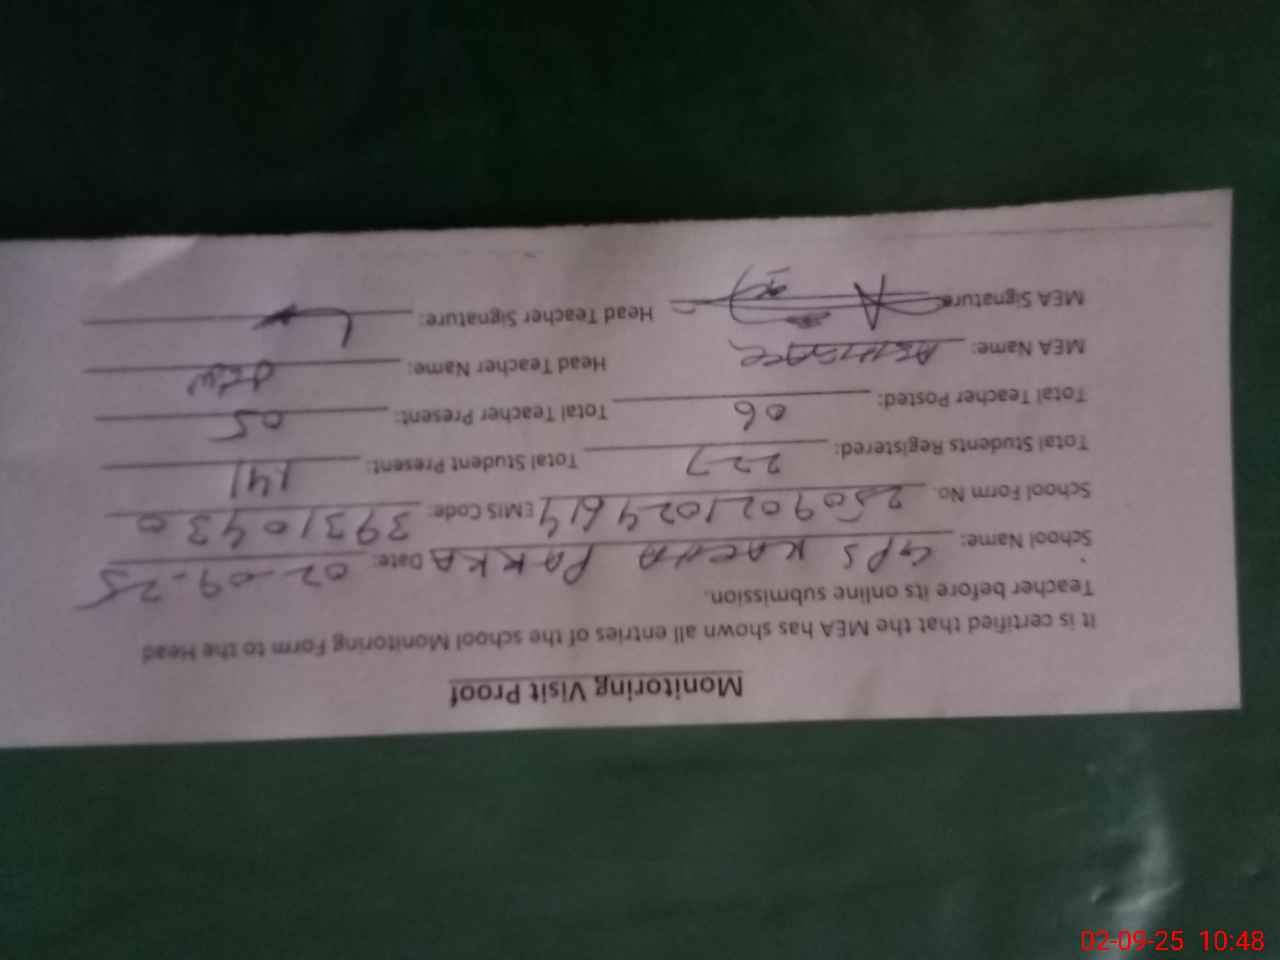 Monitoring Visit Proof
It is certified that the MEA has shown all entries of the school Monitoring Form to the Head
Teacher before its online submission.
School Name: GPS KACHA PAKKA Date: 02-09-25
School Form No. 2509021024614 EMIS Code: 39310430
Total Students Registered: 227 Total Student Present: 141
Total Teacher Posted: 06 Total Teacher Present: 05
MEA Name: Head Teacher Name:
MEA Signature: Head Teacher Signature:
02-09-25 10:48